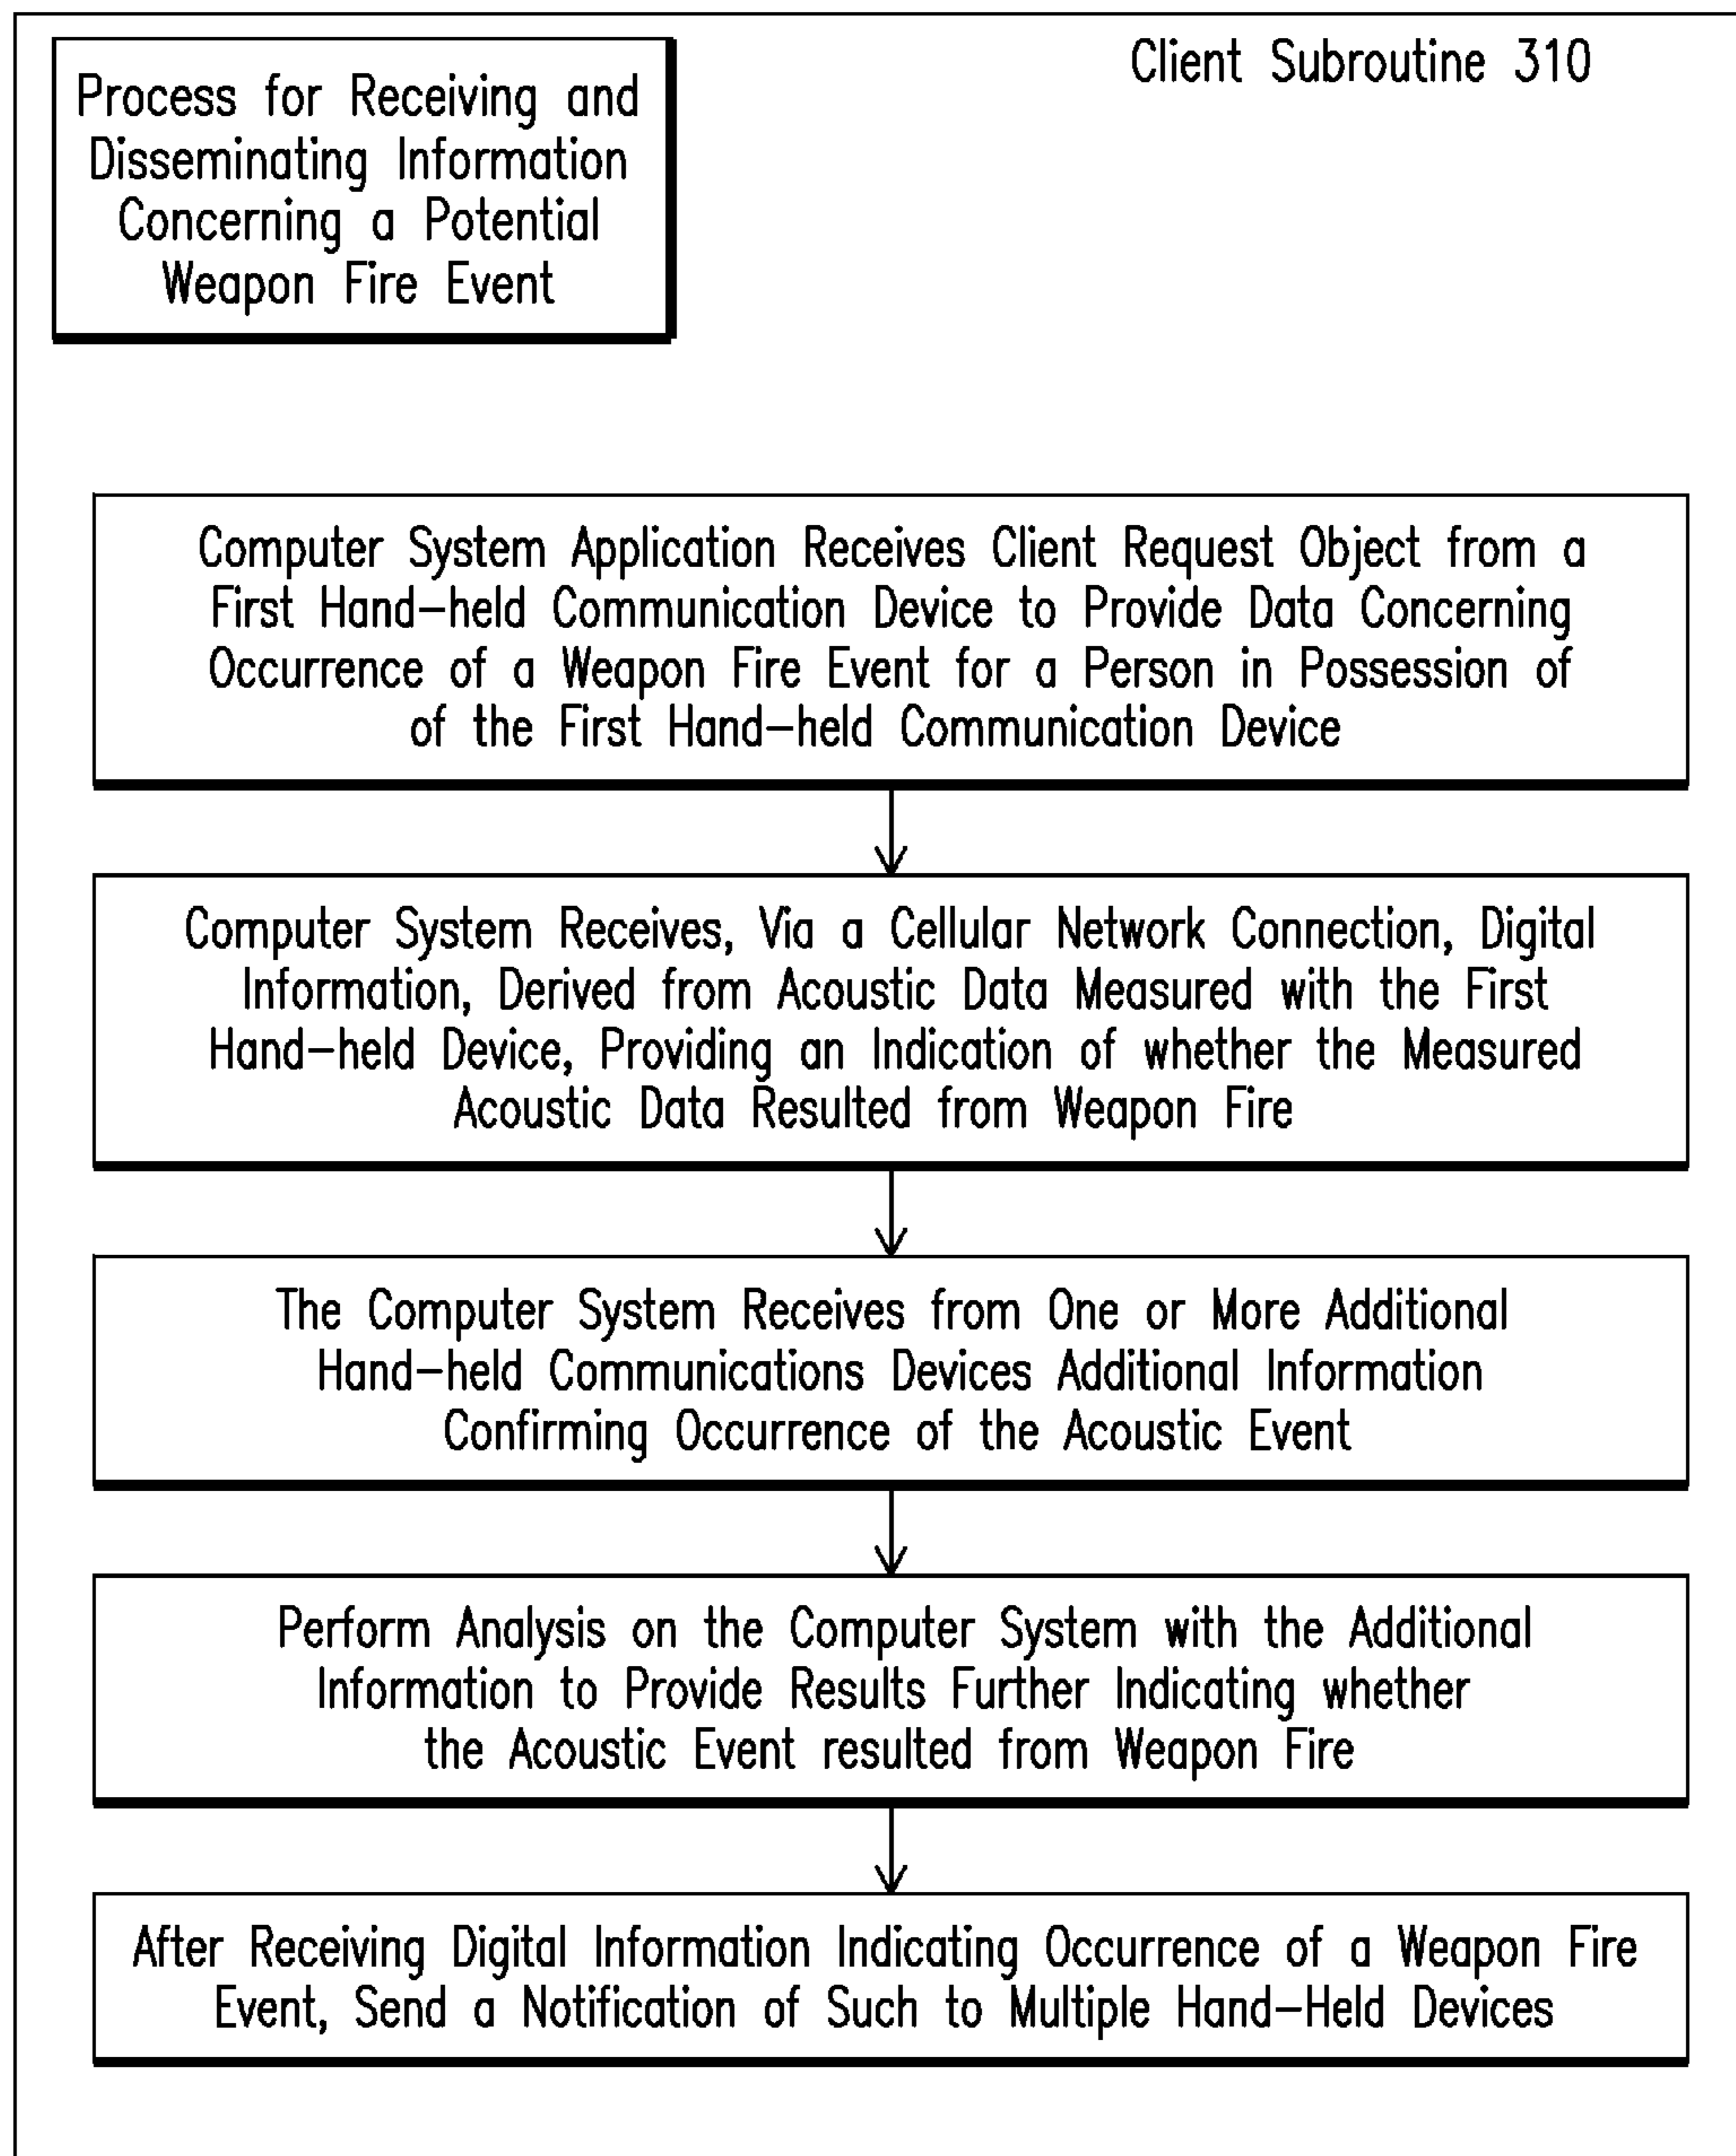 Process for Receiving and
Disseminating Information
Concerning a Potential
Weapon Fire Event
Client Subroutine 310
Computer System Application Receives Client Request Object from a
First Hand-held Communication Device to Provide Data Concerning
Occurrence of a Weapon Fire Event for a Person in Possession of
of the First Hand-held Communication Device
Computer System Receives, Via a Cellular Network Connection, Digital
Information, Derived from Acoustic Data Measured with the First
Hand-held Device, Providing an Indication of whether the Measured
Acoustic Data Resulted from Weapon Fire
The Computer System Receives from One or More Additional
Hand-held Communications Devices Additional Information
Confirming Occurrence of the Acoustic Event
Perform Analysis on the Computer System with the Additional
Information to Provide Results Further Indicating whether
the Acoustic Event resulted from Weapon Fire
After Receiving Digital Information Indicating Occurrence of a Weapon Fire
Event, Send a Notification of Such to Multiple Hand-Held Devices